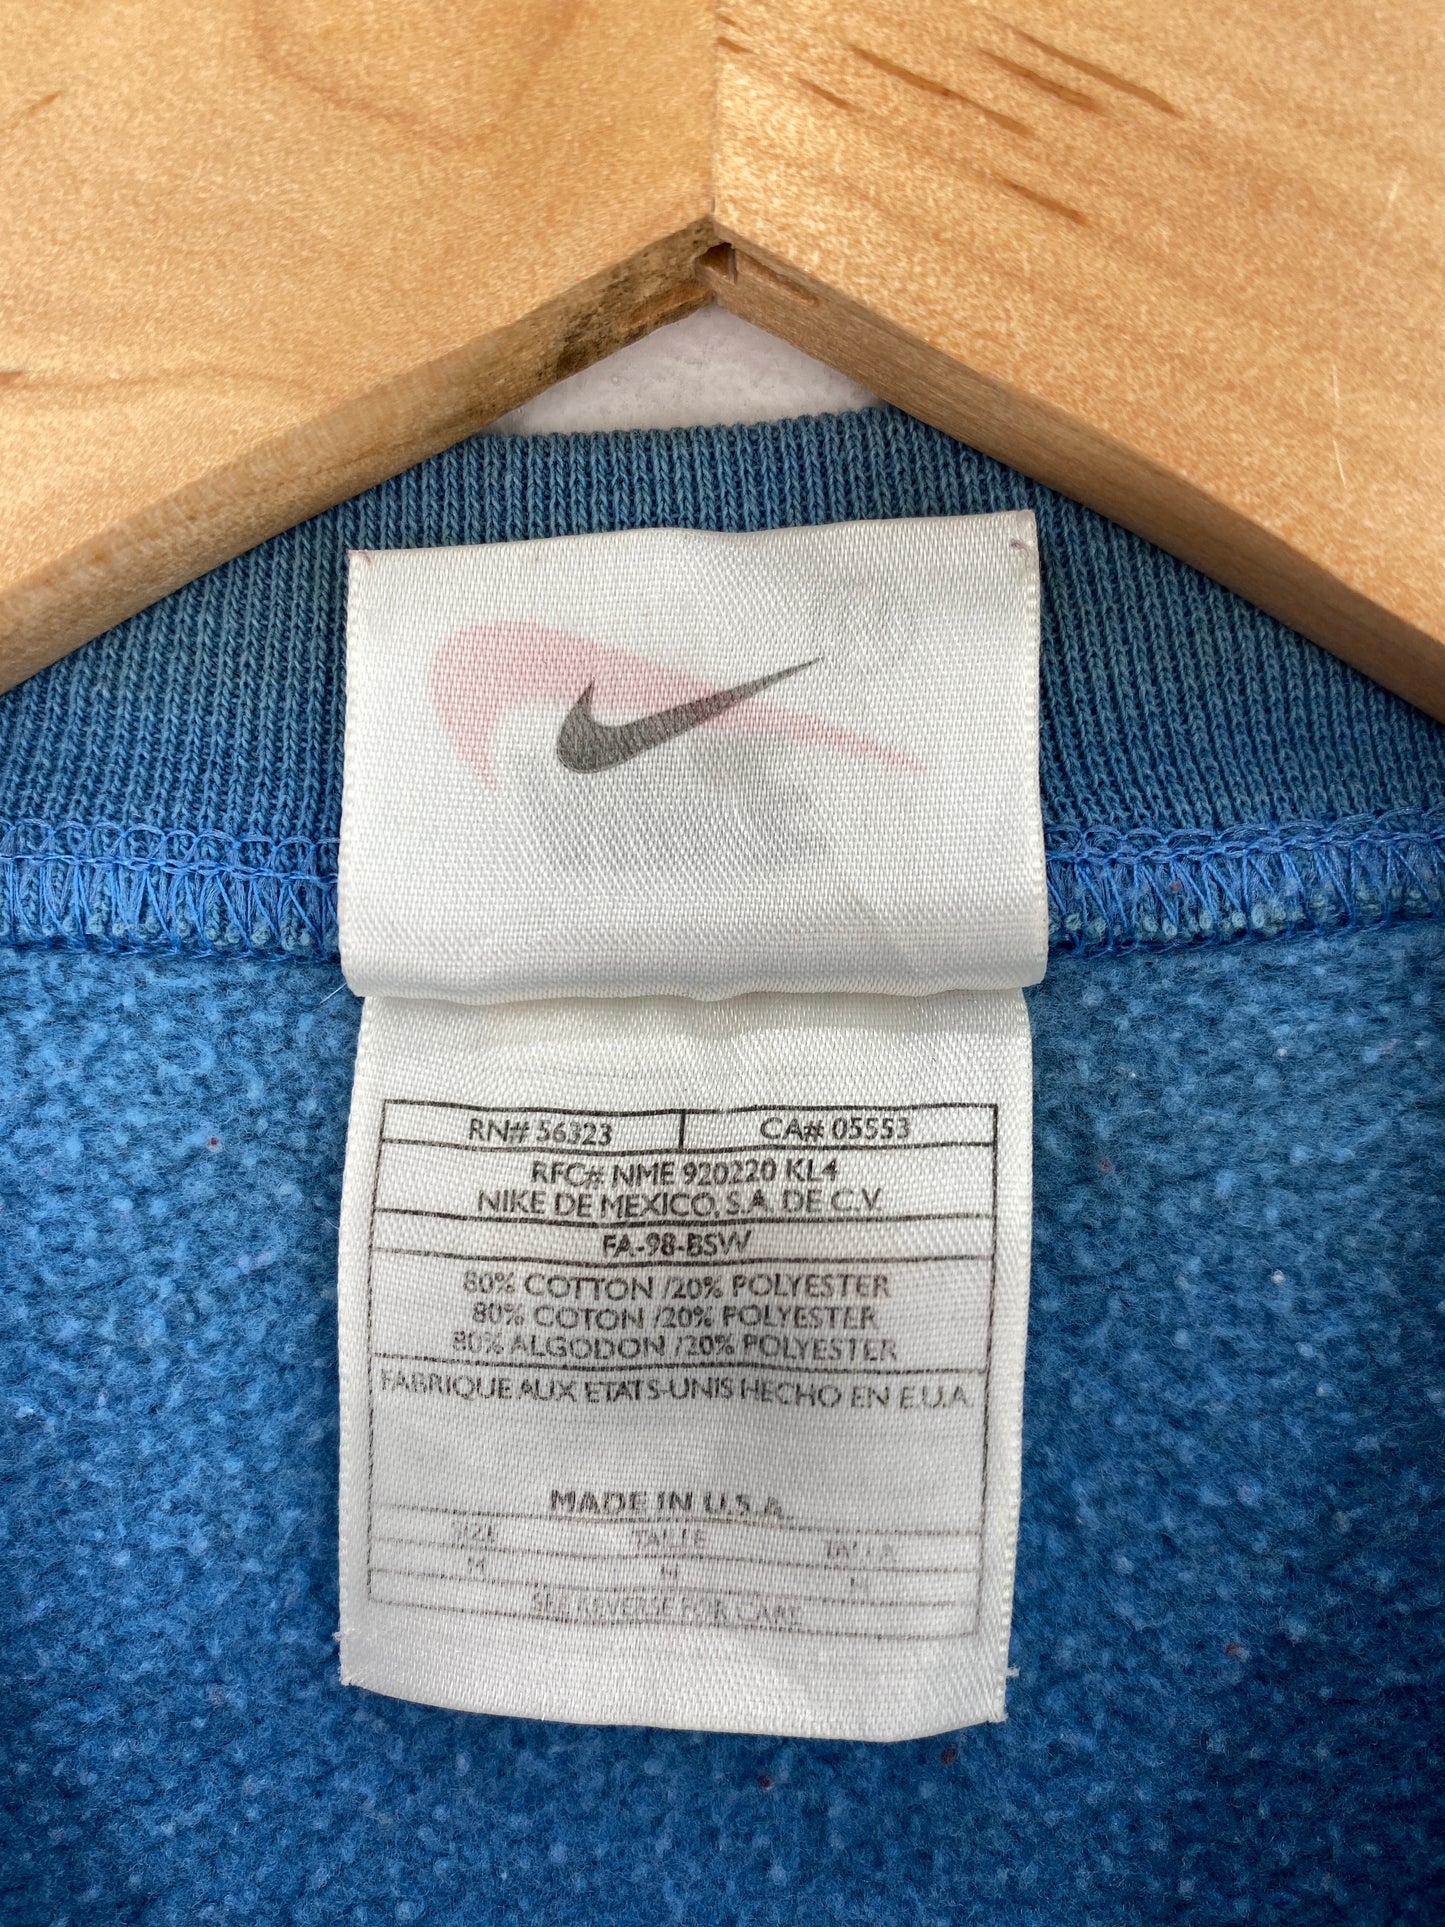 RN# 56323 CA# 05553
RFC# NME 920220 KL4
NIKE DE MEXICO, S.A. DE C.V.
FA-98-BSW
80% COTTON /20% POLYESTER
80% COTON /20% POLYESTER
80% ALGODON /20% POLYESTER
FABRIQUE AUX ETATS-UNIS HECHO EN E.U.A.
MADE IN U.S.A.
SIZE TAILLE TALLA
M M M
SEE REVERSE FOR CARE